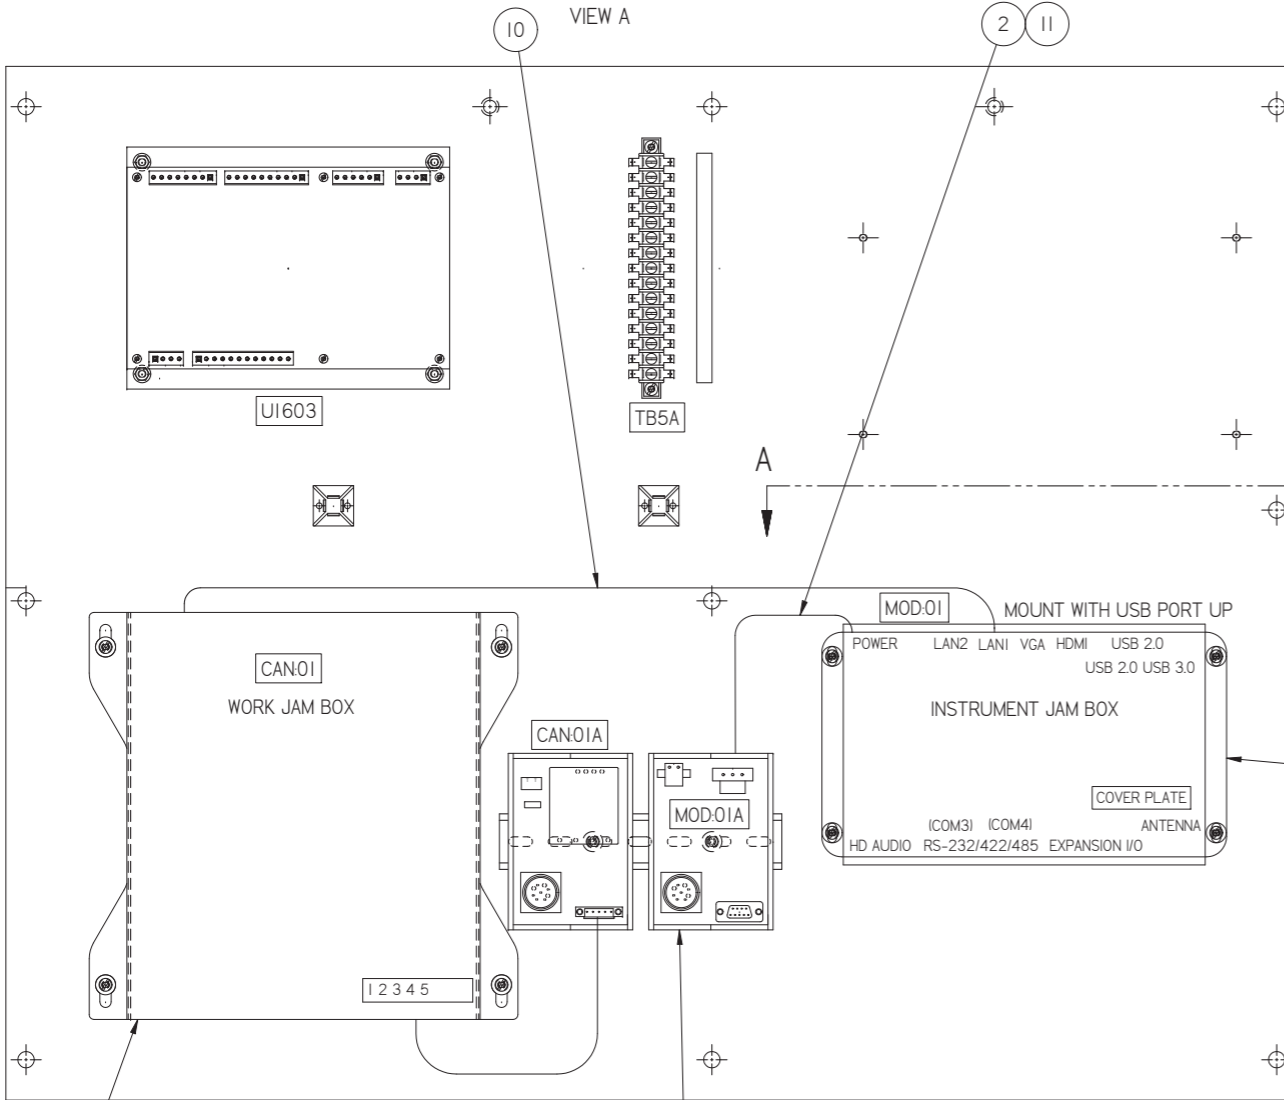 VIEW A
10
2 11
U1603
TB5A
A
MOD:01 MOUNT WITH USB PORT UP
POWER LAN2 LAN1 VGA HDMI USB 2.0
USB 2.0 USB 3.0
CAN:01
WORK JAM BOX
INSTRUMENT JAM BOX
CAN:01A
MOD:01A
COVER PLATE
(COM3) (COM4) ANTENNA
HD AUDIO RS-232/422/485 EXPANSION I/O
1 2 3 4 5